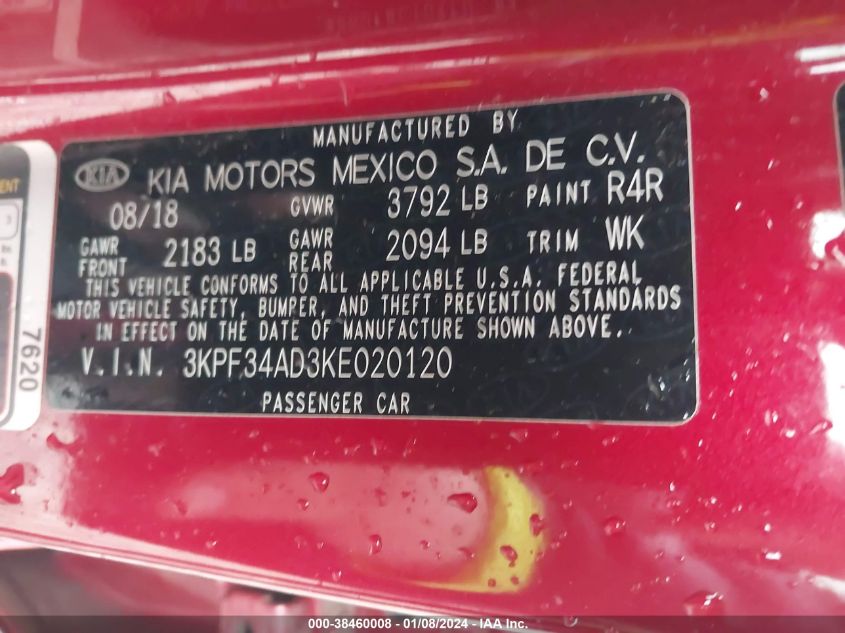 MANUFACTURED BY
KIA KIA MOTORS MEXICO S.A. DE C.V.
08/18 GVWR 3792 LB PAINT R4R
GAWR FRONT 2183 LB GAWR REAR 2094 LB TRIM WK
THIS VEHICLE CONFORMS TO ALL APPLICABLE U.S.A. FEDERAL
MOTOR VEHICLE SAFETY, BUMPER, AND THEFT PREVENTION STANDARDS
IN EFFECT ON THE DATE OF MANUFACTURE SHOWN ABOVE.
V.I.N. 3KPF34AD3KE020120
PASSENGER CAR
7620
000-38460008 - 01/08/2024 - IAA Inc.